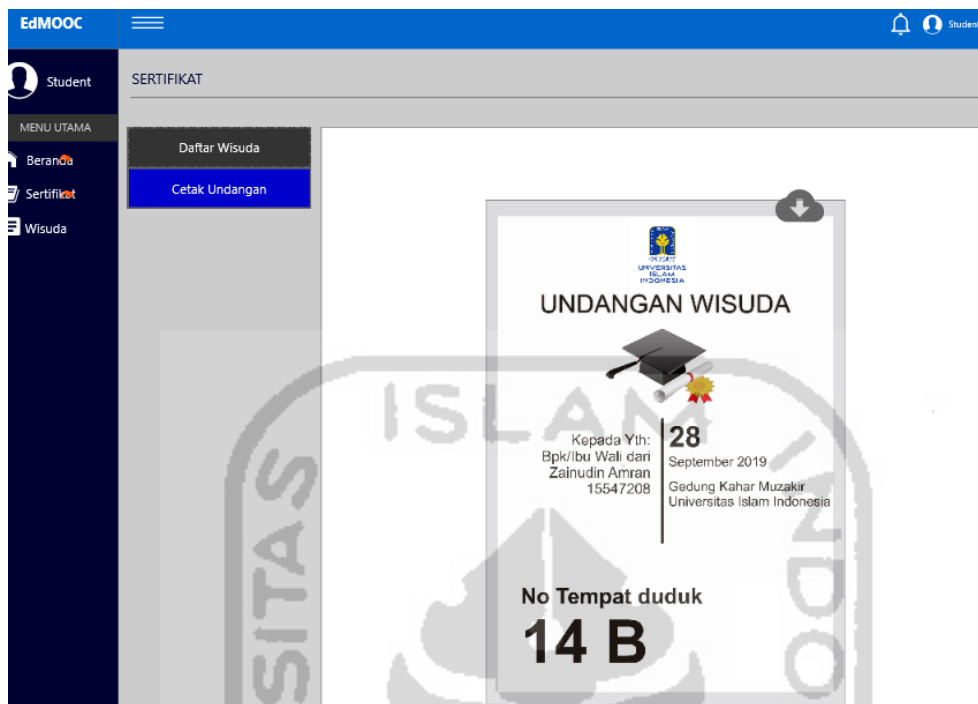 EdMOOC
Student
Student
SERTIFIKAT
MENU UTAMA
Beranda
Sertifikat
Wisuda
Daftar Wisuda
Cetak Undangan
UNIVERSITAS
ISLAM
INDONESIA
UNDANGAN WISUDA
Kepada Yth:
Bpk/Ibu Wali dari
Zainudin Amran
15547208
28
September 2019
Gedung Kahar Muzakir
Universitas Islam Indonesia
No Tempat duduk
14 B
SITAS
ISLAM
INDO